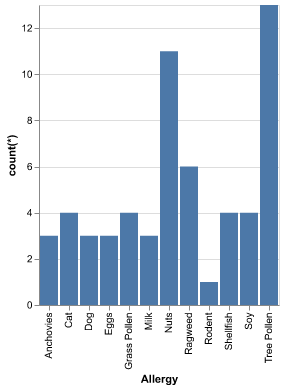 12
10
8
6
4
2
0
count(*)
Anchovies
Cat
Dog
Eggs
Grass Pollen
Milk
Nuts
Ragweed
Rodent
Shellfish
Soy
Tree Pollen
Allergy